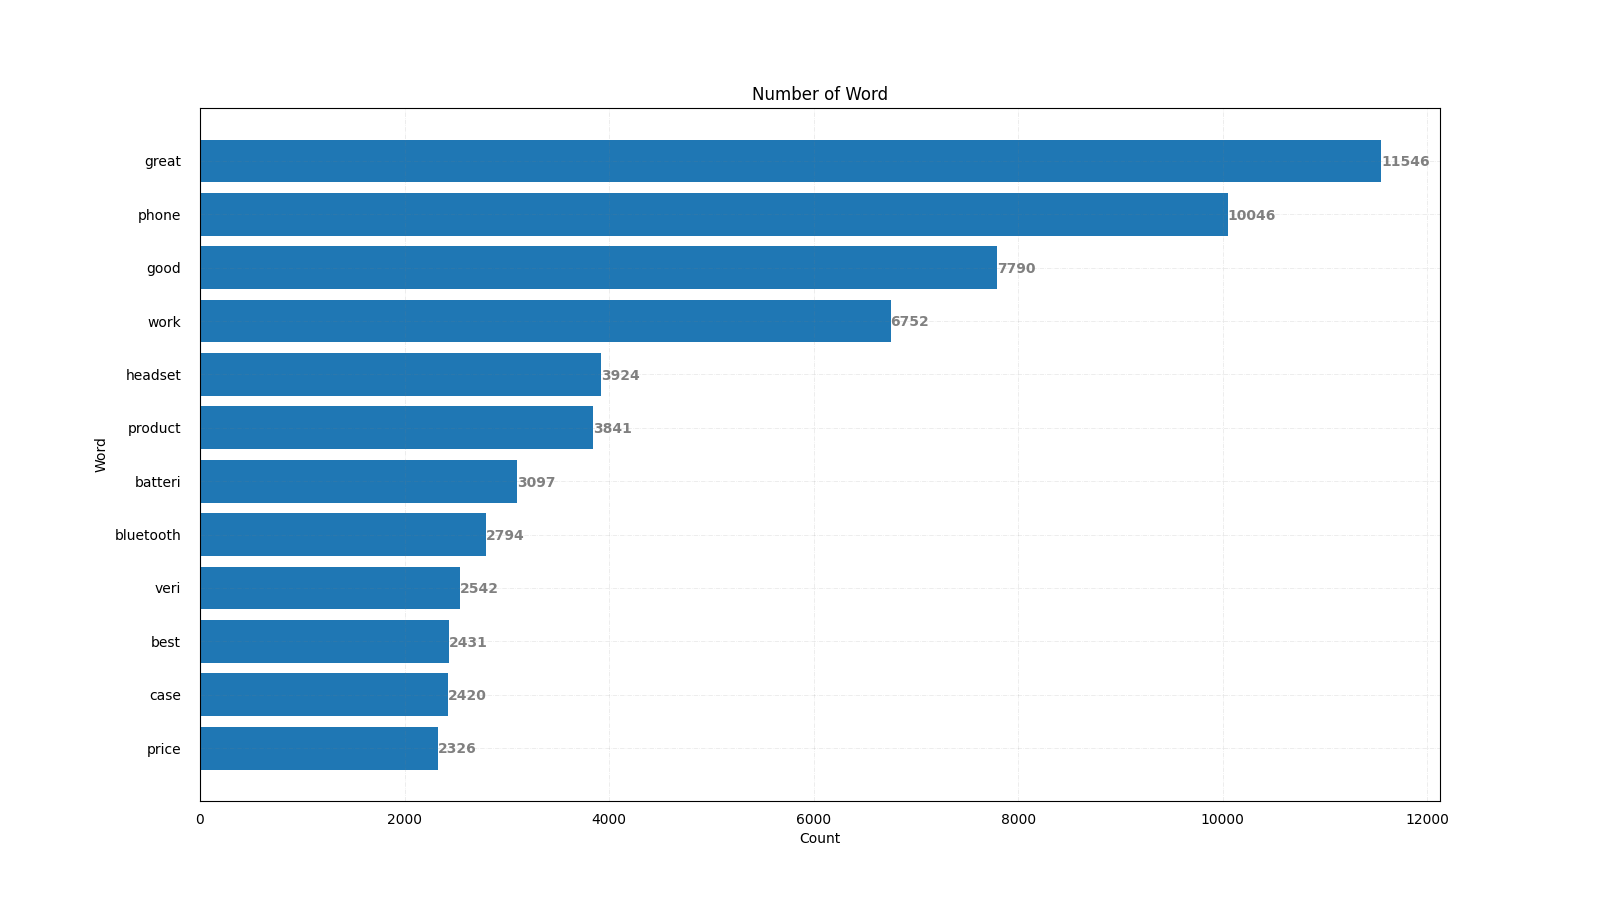 Number of Word
great 11546
phone 10046
good 7790
work 6752
headset 3924
product 3841
batteri 3097
bluetooth 2794
veri 2542
best 2431
case 2420
price 2326
Word
0 2000 4000 6000 8000 10000 12000
Count